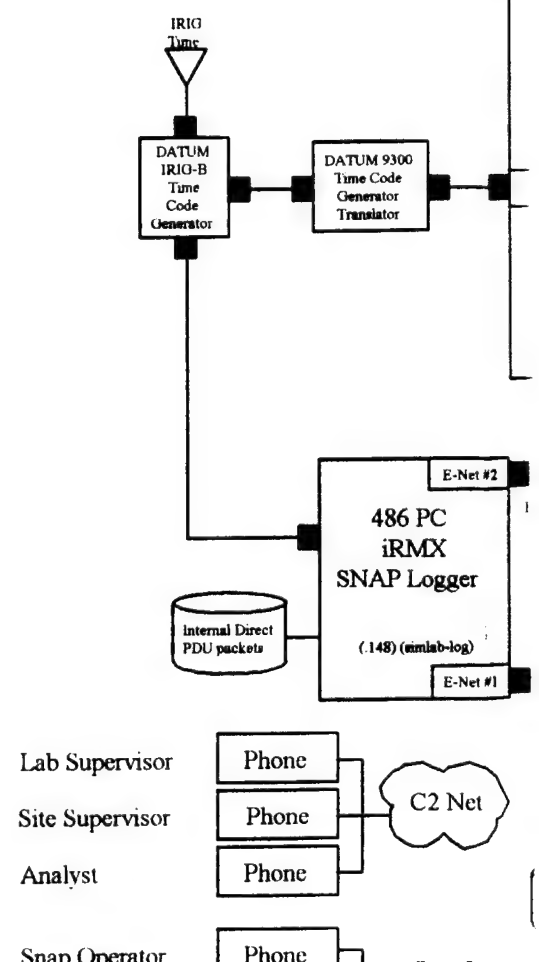 IRIG
Time
DATUM
IRIG-B
Time
Code
Generator
DATUM 9300
Time Code
Generator
Translator
E-Net #2
486 PC
iRMX
SNAP Logger
Internal Direct
PDU packets
(.148) (simlab-log)
E-Net #1
Lab Supervisor
Phone
Site Supervisor
Phone
C2 Net
Analyst
Phone
Snap Operator
Phone